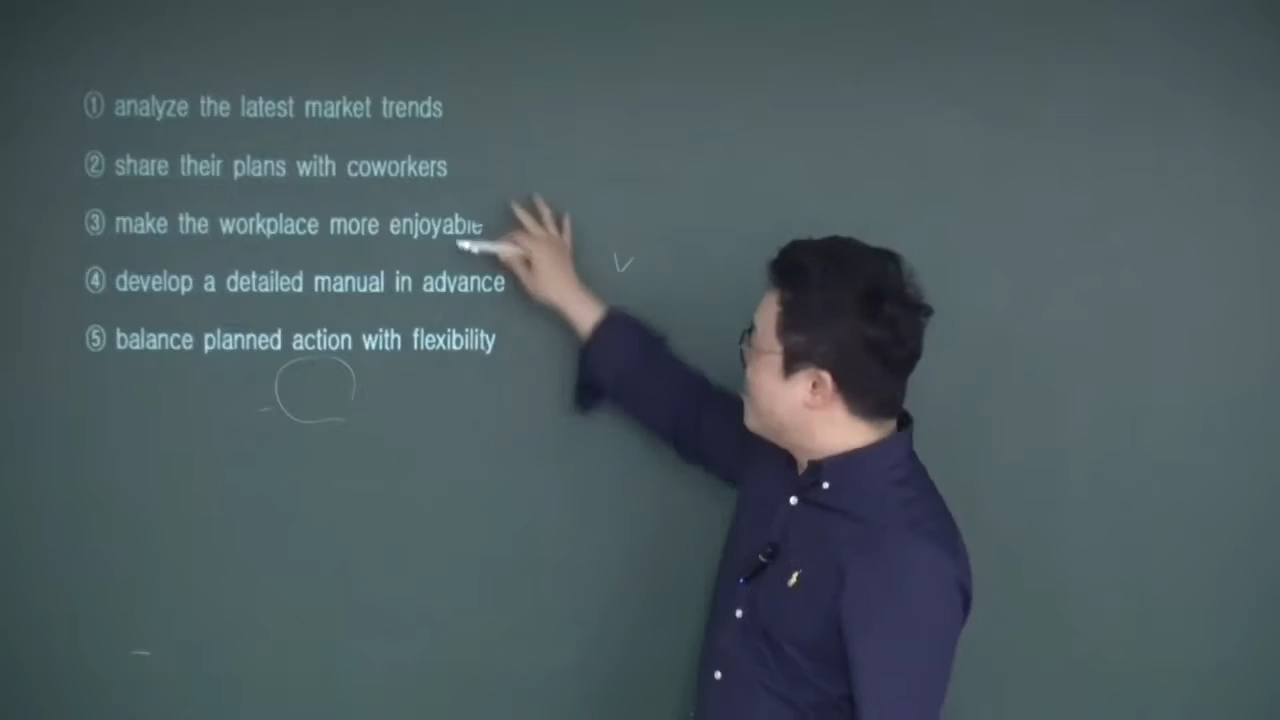 ① analyze the latest market trends
② share their plans with coworkers
③ make the workplace more enjoyable
④ develop a detailed manual in advance
⑤ balance planned action with flexibility